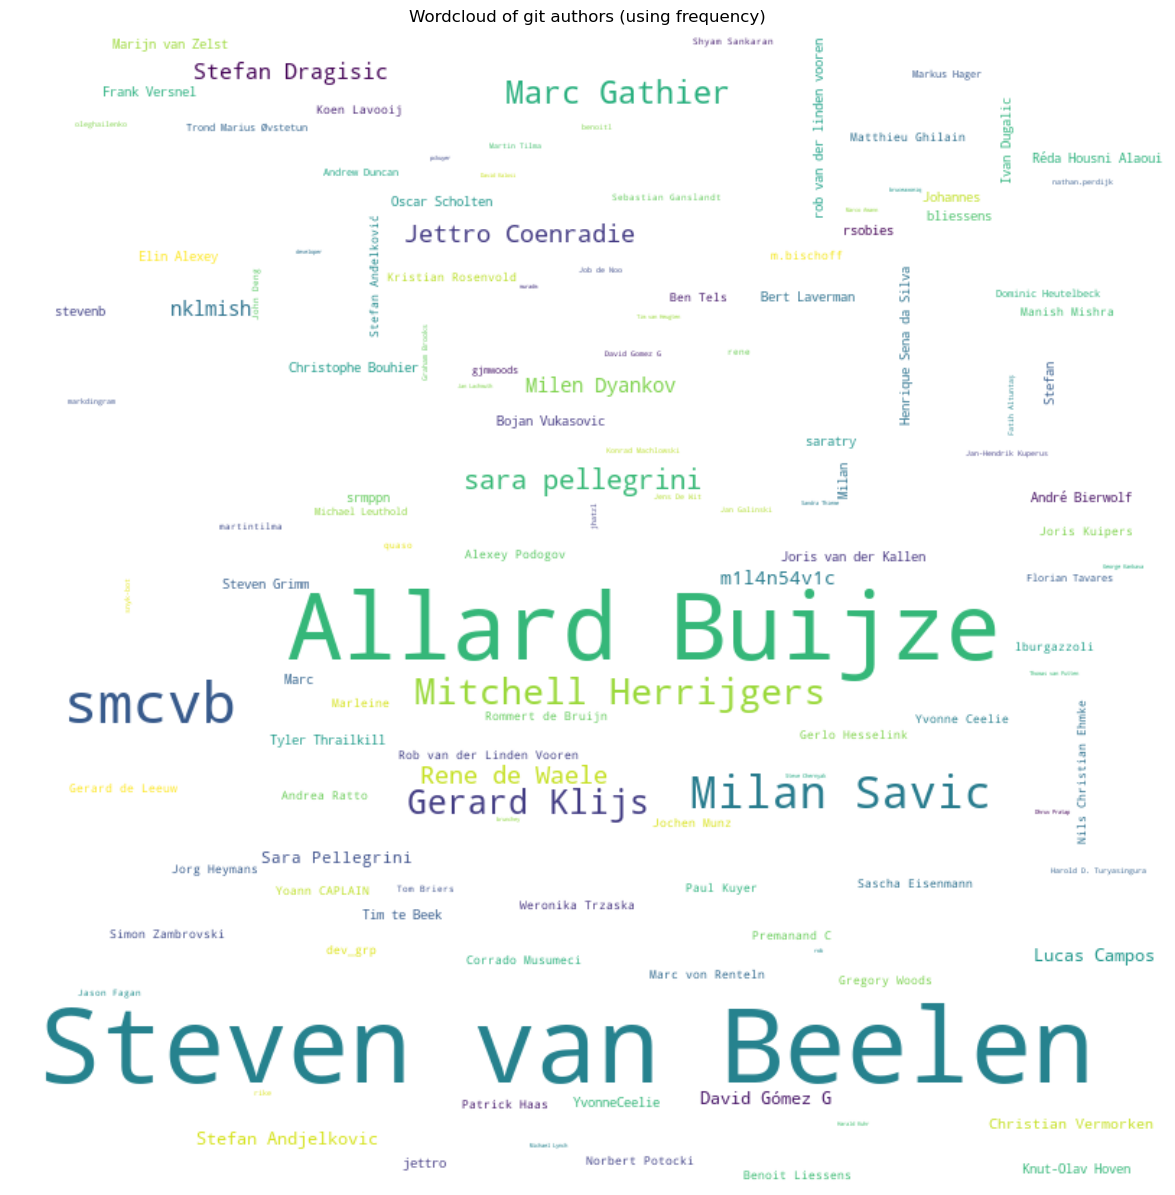 Wordcloud of git authors (using frequency)
Marijn van Zelst
Shyam Sankaran
Stefan Dragisic
Marc Gathier
rob van der linden vooren
Markus Hager
Frank Versnel
Koen Lavooij
oleghailenko
Trond Marius Øvstetun
benoitl
Matthieu Ghilain
Ivan Dugalic
Martin Tilma
Réda Housni Alaoui
Andrew Duncan
nathan.perdijk
Oscar Scholten
Sebastian Ganslandt
Johannes
bliessens
Jettro Coenradie
rsobies
Stefan Anđelković
Elin Alexey
developer
m.bischoff
Job de Noo
Kristian Rosenvold
John Deng
Ben Tels
Bert Laverman
Dominic Heutelbeck
stevenb
nklmish
Manish Mishra
Henrique Sena da Silva
Graham Brooks
David Gomez G
rene
Christophe Bouhier
gjmwoods
Milen Dyankov
Stefan
markdingram
Fatih Altuntaş
Bojan Vukasovic
saratry
Konrad Wachlowski
Jan-Hendrik Kuperus
sara pellegrini
Milan
srmppn
Jens De Wit
André Bierwolf
Michael Leuthold
Jan Galinski
jhatzl
martintilma
Joris Kuipers
quaso
Alexey Podogov
Joris van der Kallen
Steven Grimm
m1l4n54v1c
Florian Tavares
snyk-bot
Allard Buijze
lburgazzoli
Marc
smcvb
Mitchell Herrijgers
Marleine
Rommert de Bruijn
Yvonne Ceelie
Tyler Thrailkill
Gerlo Hesselink
Nils Christian Ehmke
Rob van der Linden Vooren
Rene de Waele
Gerard de Leeuw
Andrea Ratto
Gerard Klijs
Milan Savic
Jochen Munz
Sara Pellegrini
Jorg Heymans
Harold D. Turyasingura
Yoann CAPLAIN
Tom Briers
Paul Kuyer
Sascha Eisenmann
Tim te Beek
Weronika Trzaska
Simon Zambrovski
Premanand C
dev_grp
rob
Corrado Musumeci
Lucas Campos
Marc von Renteln
Gregory Woods
Jason Fagan
Steven van Beelen
rike
Patrick Haas
YvonneCeelie
David Gómez G
Christian Vermorken
Stefan Andjelkovic
Michael Lynch
jettro
Norbert Potocki
Benoit Liessens
Knut-Olav Hoven